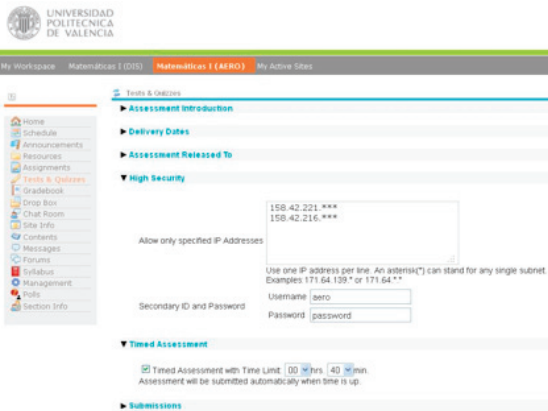 UNIVERSIDAD
POLITECNICA
DE VALENCIA
My Workspace Matemáticas I (DIS) Matemáticas I (AERO) My Active Sites
Tests & Quizzes
Assessment Introduction
Delivery Dates
Assessment Released To
High Security
Home
Schedule
Announcements
Resources
Assignments
Tests & Quizzes
Gradebook
Drop Box
Chat Room
Site Info
Contents
Messages
Forums
Syllabus
Management
Polls
Section Info
158.42.221.***
158.42.216.***
Allow only specified IP Addresses
Use one IP address per line. An asterisk(*) can stand for any single subnet.
Examples:171.64.139.* or 171.64.*.*
Secondary ID and Password
Username aero
Password password
Timed Assessment
Timed Assessment with Time Limit: 00 hrs. 40 min.
Assessment will be submitted automatically when time is up.
Submissions